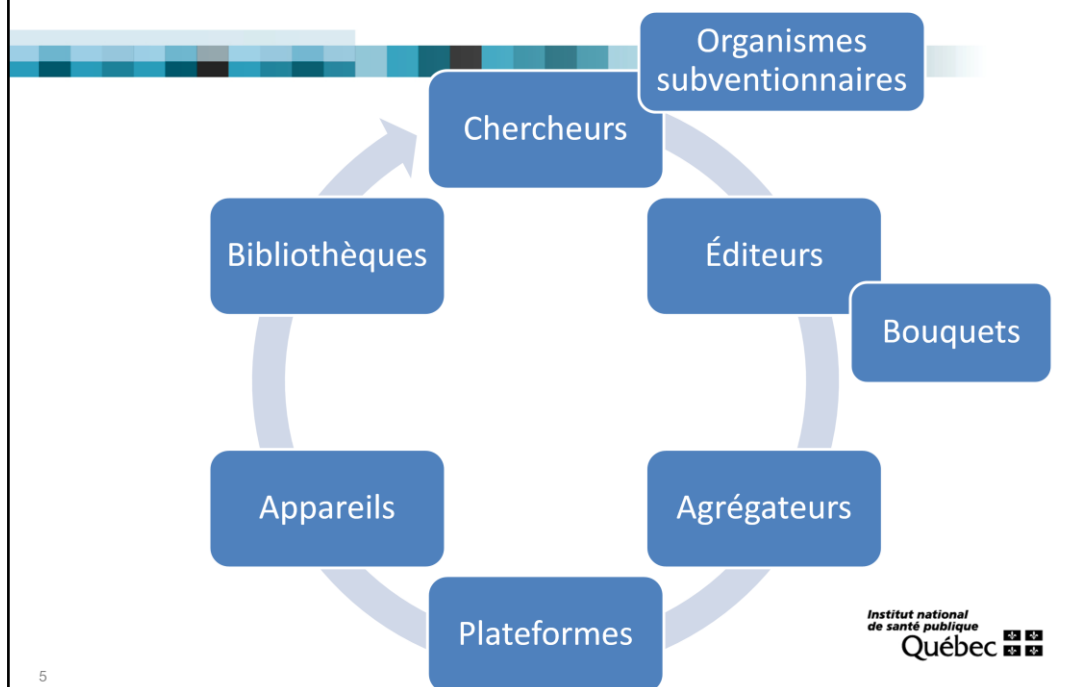 Organismes
subventionnaires
Chercheurs
Bibliothèques
Éditeurs
Bouquets
Appareils
Agrégateurs
Plateformes
Institut national
de santé publique
Québec
5